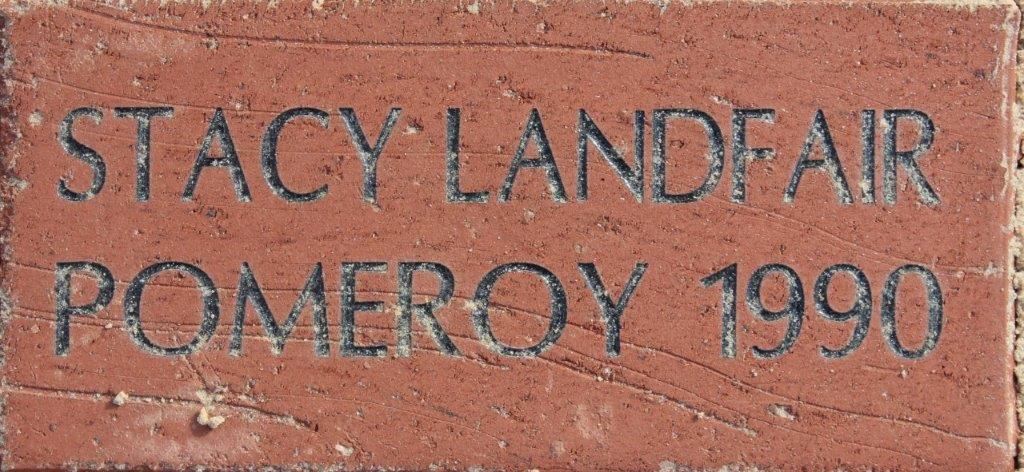 STACY LANDFAIR
POMEROY 1990